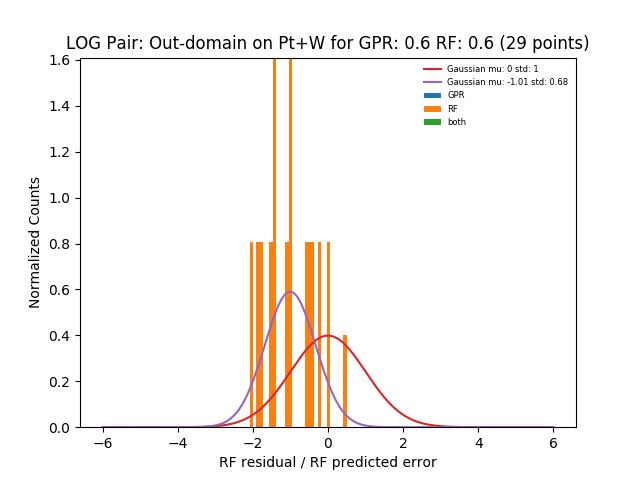 LOG Pair: Out-domain on Pt+W for GPR: 0.6 RF: 0.6 (29 points)
Gaussian mu: 0 std: 1
Gaussian mu: -1.01 std: 0.68
GPR
RF
both
1.6
1.4
1.2
1.0
0.8
0.6
0.4
0.2
0.0
Normalized Counts
−6 −4 −2 0 2 4 6
RF residual / RF predicted error